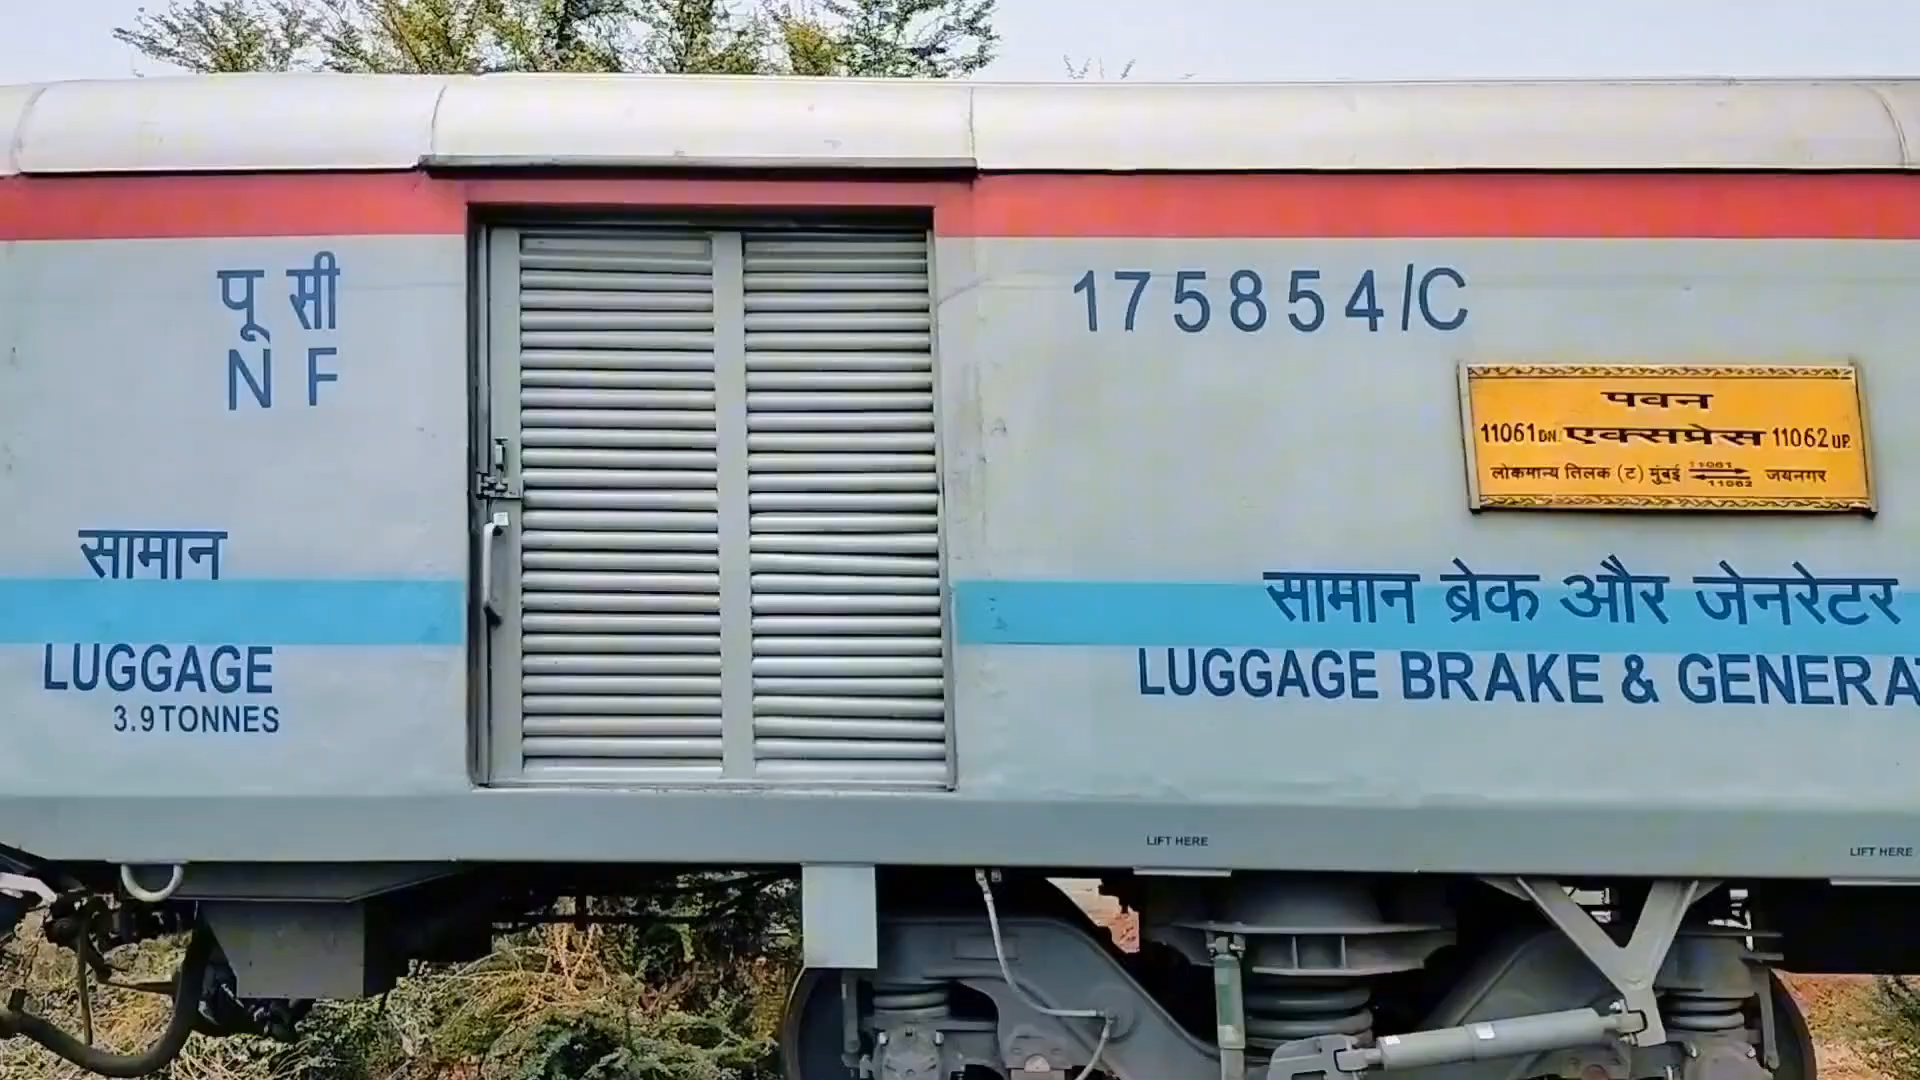 पू सी
N F
175854/C
पवन
11061 DN. एक्सप्रेस 11062 UP.
लोकमान्य तिलक (ट) मुंबई 11061 11062 जयनगर
सामान
LUGGAGE
3.9 TONNES
सामान ब्रेक और जेनरेटर
LUGGAGE BRAKE & GENERA
LIFT HERE
LIFT HERE